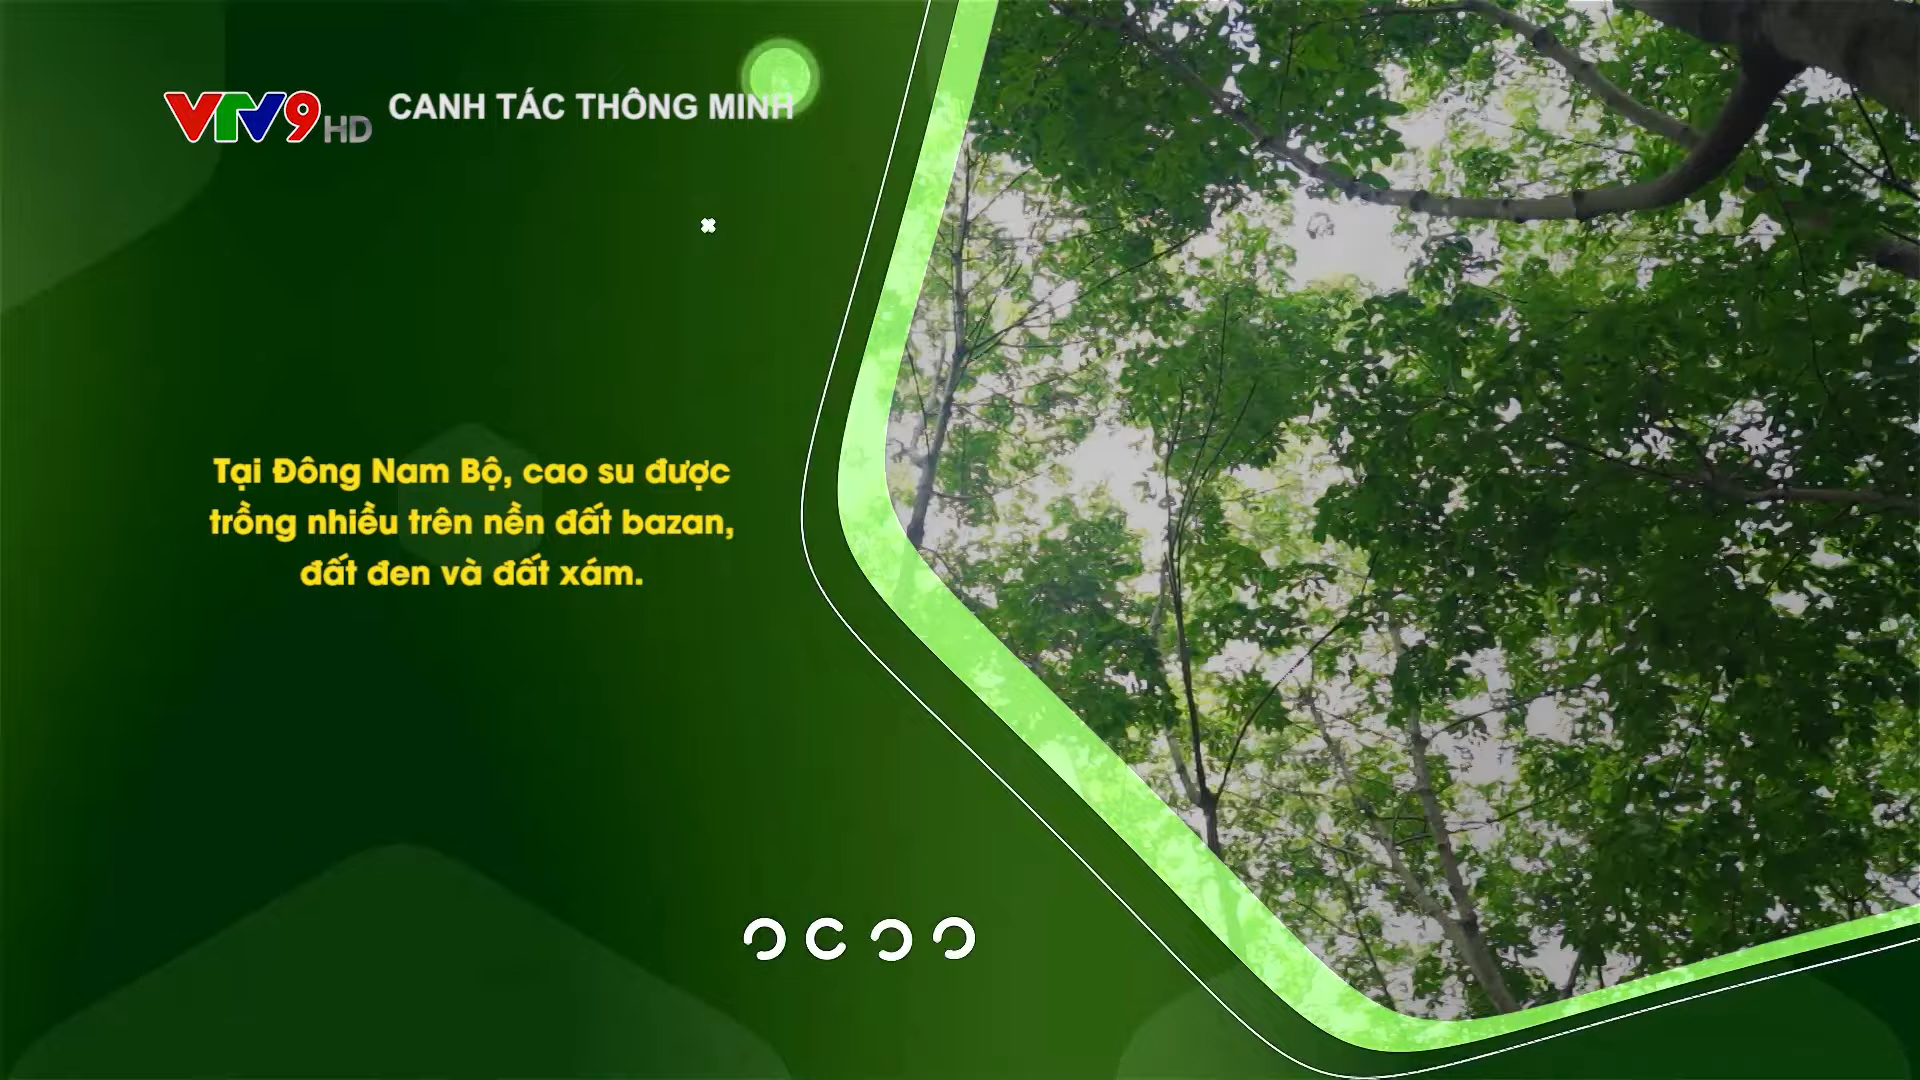 VTV9 HD
CANH TÁC THÔNG MINH
Tại Đông Nam Bộ, cao su được
trồng nhiều trên nền đất bazan,
đất đen và đất xám.